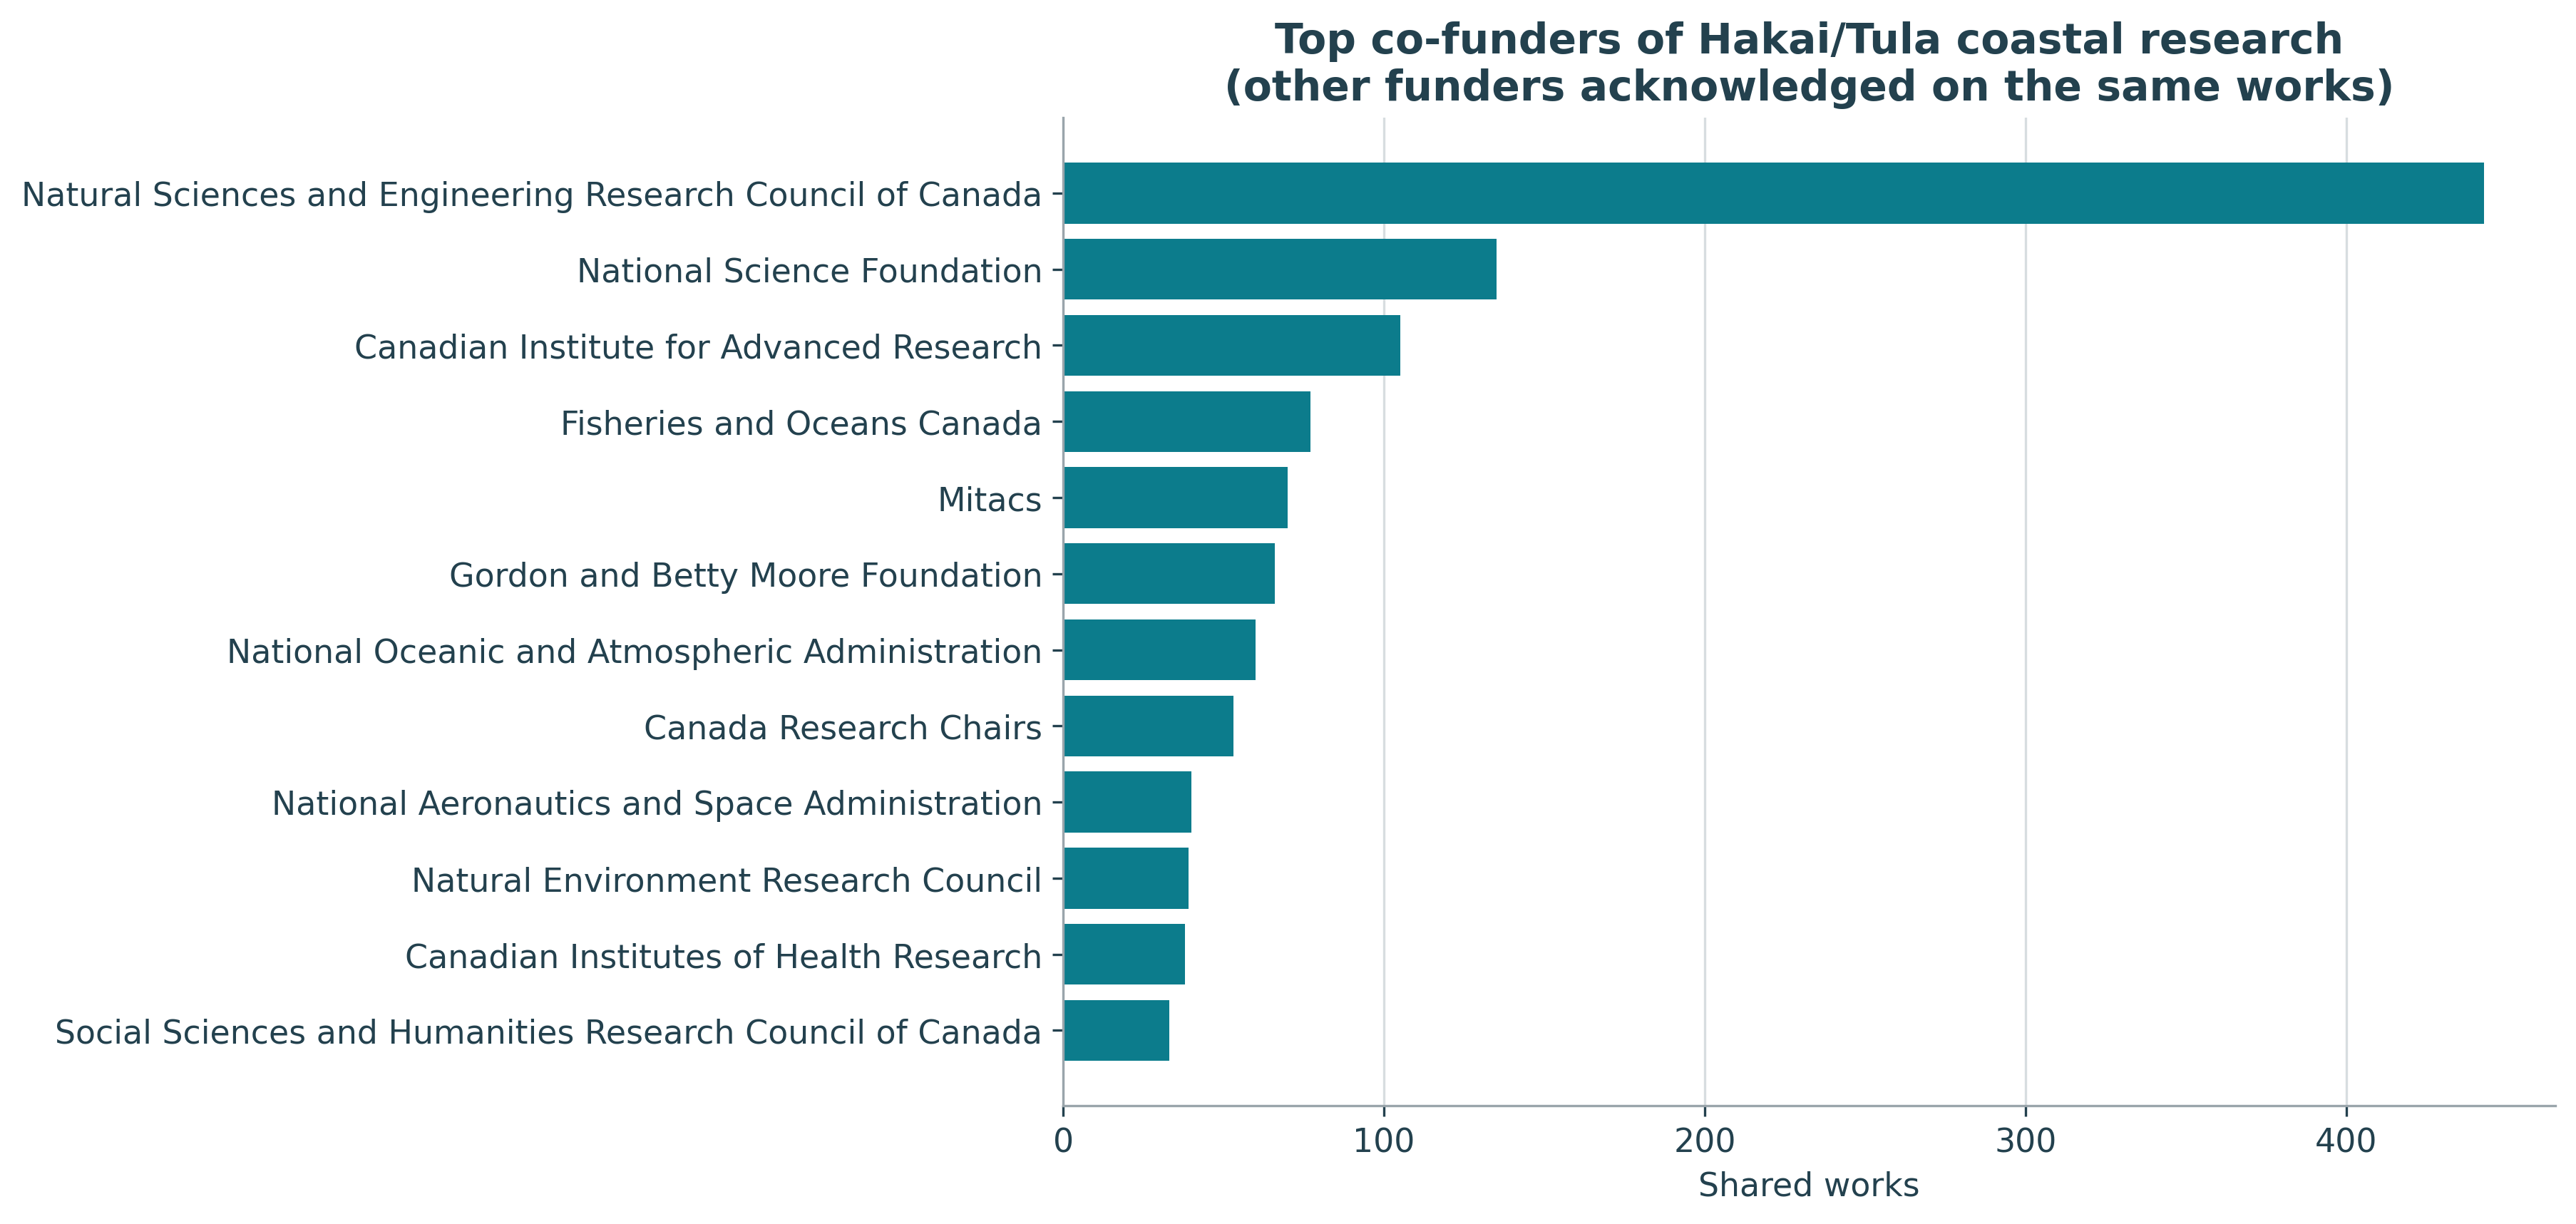 Top co-funders of Hakai/Tula coastal research
(other funders acknowledged on the same works)
Natural Sciences and Engineering Research Council of Canada
National Science Foundation
Canadian Institute for Advanced Research
Fisheries and Oceans Canada
Mitacs
Gordon and Betty Moore Foundation
National Oceanic and Atmospheric Administration
Canada Research Chairs
National Aeronautics and Space Administration
Natural Environment Research Council
Canadian Institutes of Health Research
Social Sciences and Humanities Research Council of Canada
0 100 200 300 400
Shared works